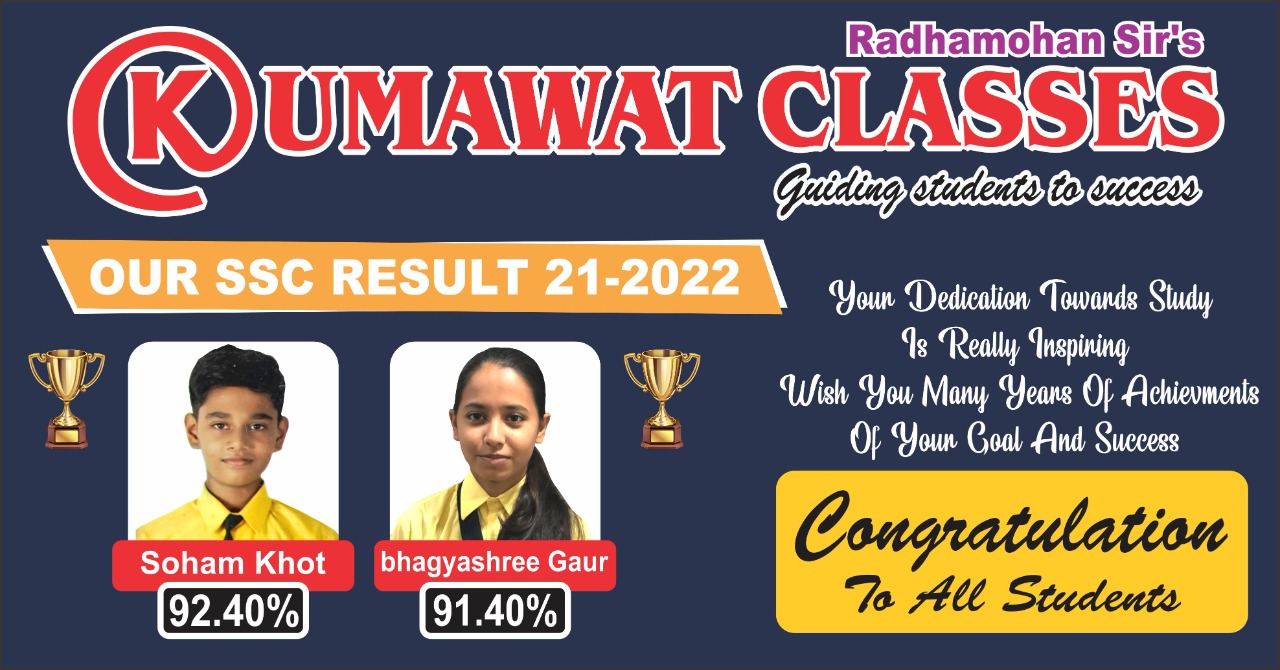 Radhamohan Sir's
KUMAWAT CLASSES
Guiding students to success
OUR SSC RESULT 21-2022
Your Dedication Towards Study
Is Really Inspiring
Wish You Many Years Of Achievments
Of Your Goal And Success
Soham Khot
92.40%
bhagyashree Gaur
91.40%
Congratulation
To All Students